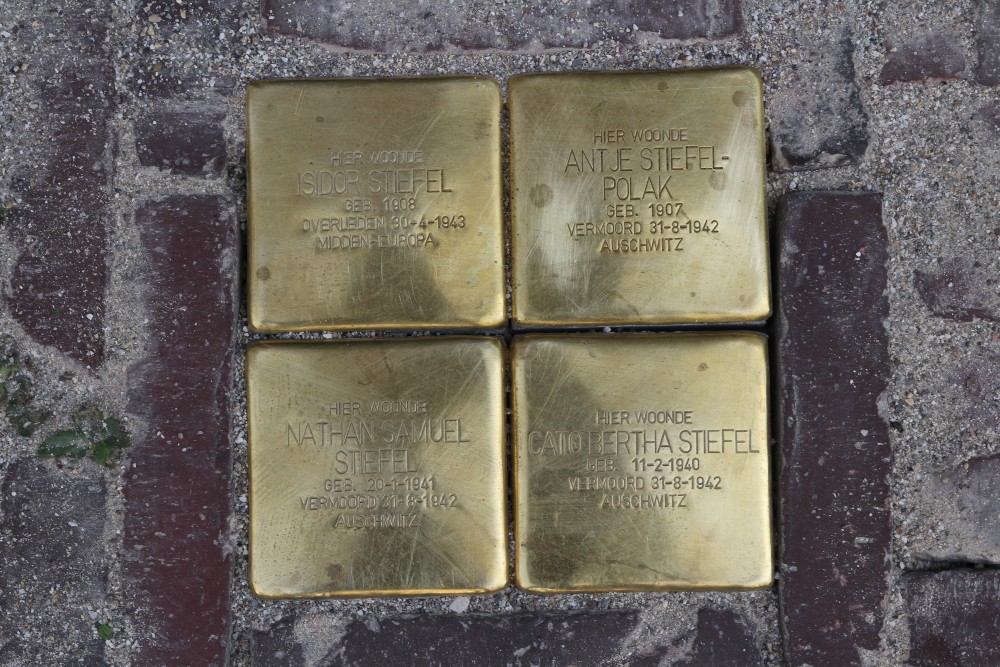 HIER WOONDE
ISIDOR STIEFEL
GEB. 1908
OVERLEDEN 30-4-1943
MIDDEN-EUROPA
HIER WOONDE
ANTJE STIEFEL-
POLAK
GEB. 1907
VERMOORD 31-8-1942
AUSCHWITZ
HIER WOONDE
NATHAN SAMUEL
STIEFEL
GEB. 20-1-1941
VERMOORD 31-8-1942
AUSCHWITZ
HIER WOONDE
CATO BERTHA STIEFEL
GEB. 11-2-1940
VERMOORD 31-8-1942
AUSCHWITZ